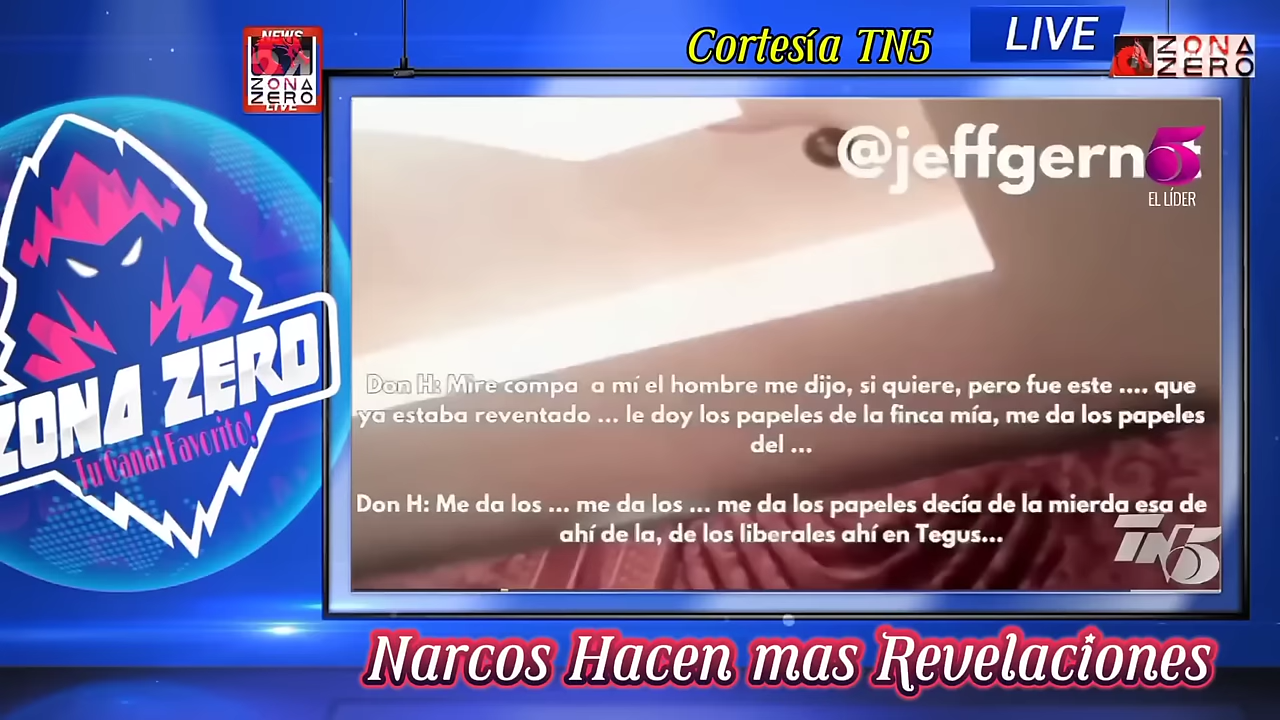 Cortesía TN5
LIVE
NEWS
ZONA
ZERO
LIVE
ZONA
ZERO
@jeffgern
5
EL LÍDER
ZONA ZERO
Tu Canal Favorito!
Don H: Mire compa a mí el hombre me dijo, si quiere, pero fue este .... que
ya estaba reventado ... le doy los papeles de la finca mía, me da los papeles
del ...
Don H: Me da los ... me da los ... me da los papeles decía de la mierda esa de
ahí de la, de los liberales ahí en Tegus...
TN5
Narcos Hacen mas Revelaciones